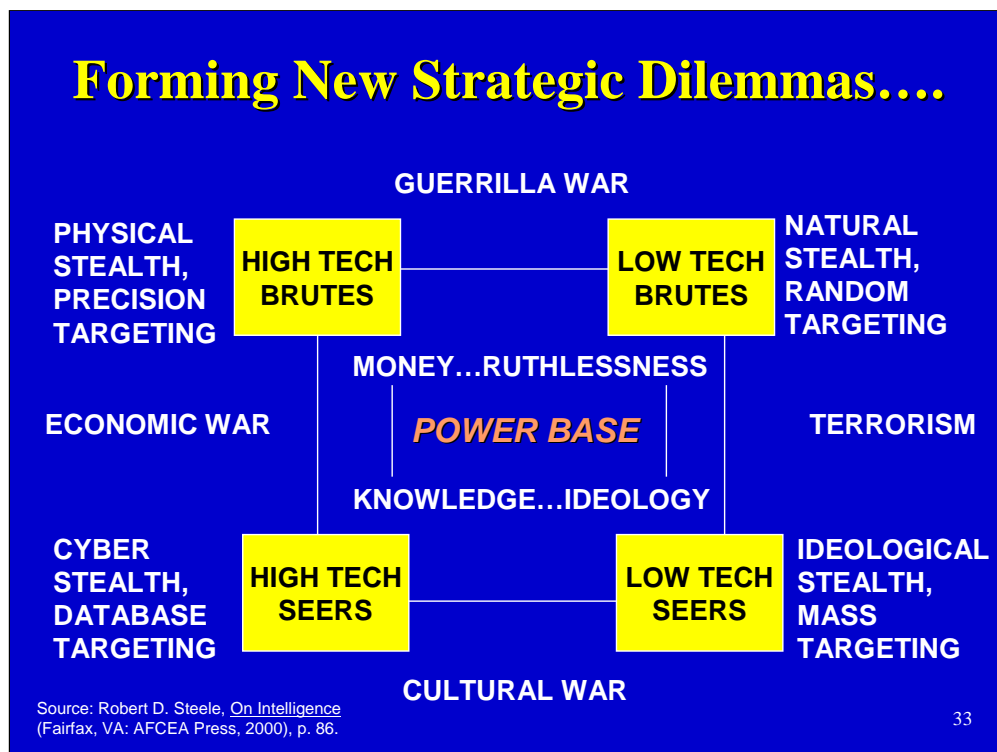 Forming New Strategic Dilemmas….
GUERRILLA WAR
PHYSICAL
STEALTH,
PRECISION
TARGETING
HIGH TECH
BRUTES
LOW TECH
BRUTES
NATURAL
STEALTH,
RANDOM
TARGETING
MONEY…RUTHLESSNESS
ECONOMIC WAR
POWER BASE
TERRORISM
KNOWLEDGE…IDEOLOGY
CYBER
STEALTH,
DATABASE
TARGETING
HIGH TECH
SEERS
LOW TECH
SEERS
IDEOLOGICAL
STEALTH,
MASS
TARGETING
CULTURAL WAR
Source: Robert D. Steele, On Intelligence
(Fairfax, VA: AFCEA Press, 2000), p. 86.
33